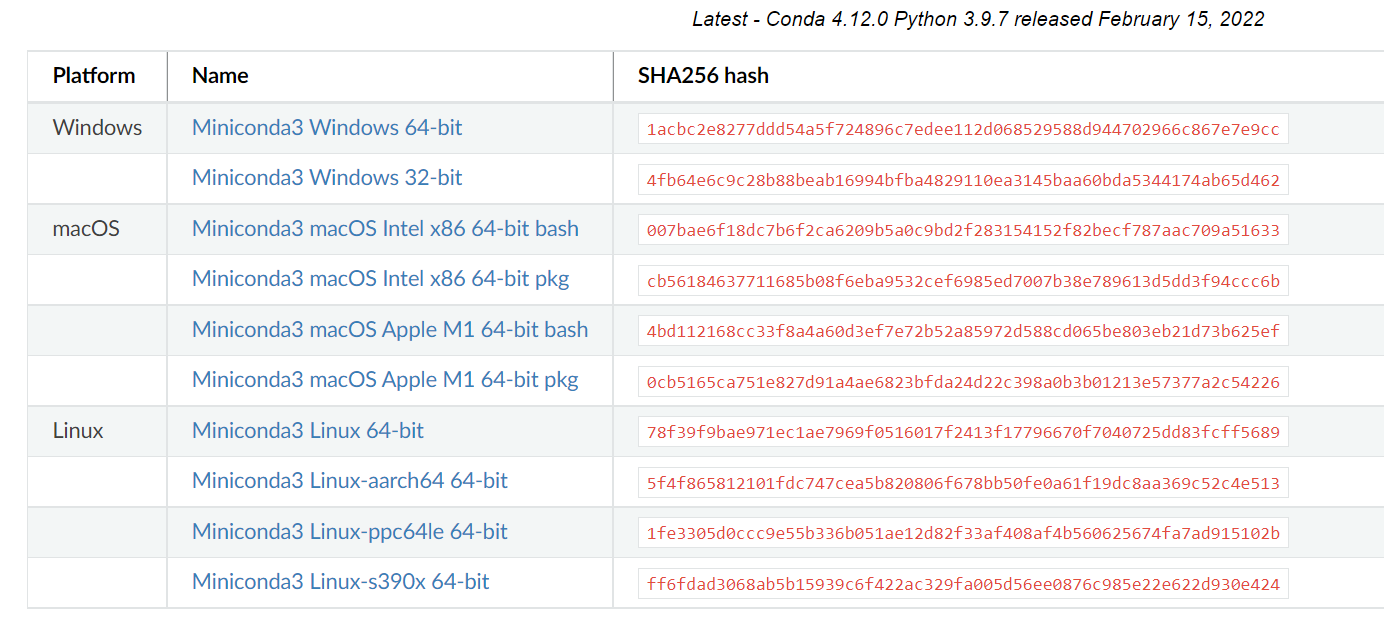 Latest - Conda 4.12.0 Python 3.9.7 released February 15, 2022
Platform Name SHA256 hash
Windows Miniconda3 Windows 64-bit 1acbc2e8277ddd54a5f724896c7edee112d068529588d944702966c867e7e9cc
Miniconda3 Windows 32-bit 4fb64e6c9c28b88beab16994bfba4829110ea3145baa60bda5344174ab65d462
macOS Miniconda3 macOS Intel x86 64-bit bash 007bae6f18dc7b6f2ca6209b5a0c9bd2f283154152f82becf787aac709a51633
Miniconda3 macOS Intel x86 64-bit pkg cb56184637711685b08f6eba9532cef6985ed7007b38e789613d5dd3f94ccc6b
Miniconda3 macOS Apple M1 64-bit bash 4bd112168cc33f8a4a60d3ef7e72b52a85972d588cd065be803eb21d73b625ef
Miniconda3 macOS Apple M1 64-bit pkg 0cb5165ca751e827d91a4ae6823bfda24d22c398a0b3b01213e57377a2c54226
Linux Miniconda3 Linux 64-bit 78f39f9bae971ec1ae7969f0516017f2413f17796670f7040725dd83fcff5689
Miniconda3 Linux-aarch64 64-bit 5f4f865812101fdc747cea5b820806f678bb50fe0a61f19dc8aa369c52c4e513
Miniconda3 Linux-ppc64le 64-bit 1fe3305d0ccc9e55b336b051ae12d82f33af408af4b560625674fa7ad915102b
Miniconda3 Linux-s390x 64-bit ff6fdad3068ab5b15939c6f422ac329fa005d56ee0876c985e22e622d930e424